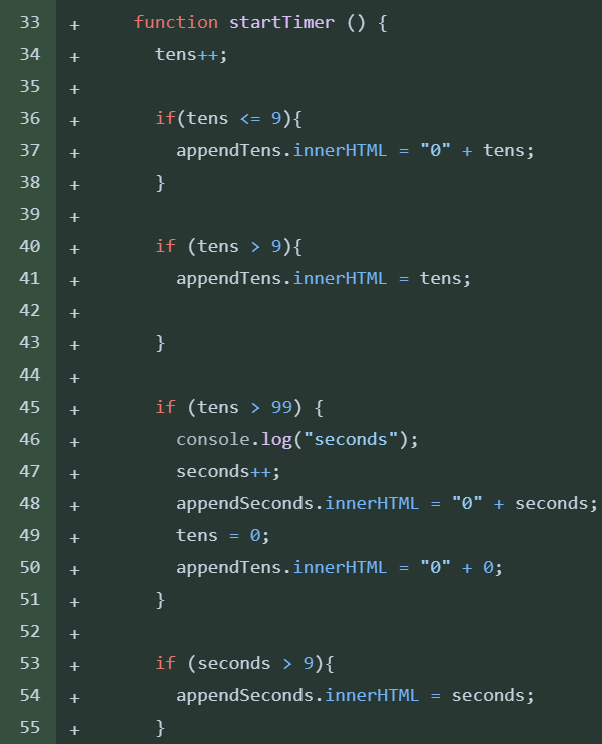 33 + function startTimer () {
34 + tens++;
35 +
36 + if(tens <= 9){
37 + appendTens.innerHTML = "0" + tens;
38 + }
39 +
40 + if (tens > 9){
41 + appendTens.innerHTML = tens;
42 +
43 + }
44 +
45 + if (tens > 99) {
46 + console.log("seconds");
47 + seconds++;
48 + appendSeconds.innerHTML = "0" + seconds;
49 + tens = 0;
50 + appendTens.innerHTML = "0" + 0;
51 + }
52 +
53 + if (seconds > 9){
54 + appendSeconds.innerHTML = seconds;
55 + }